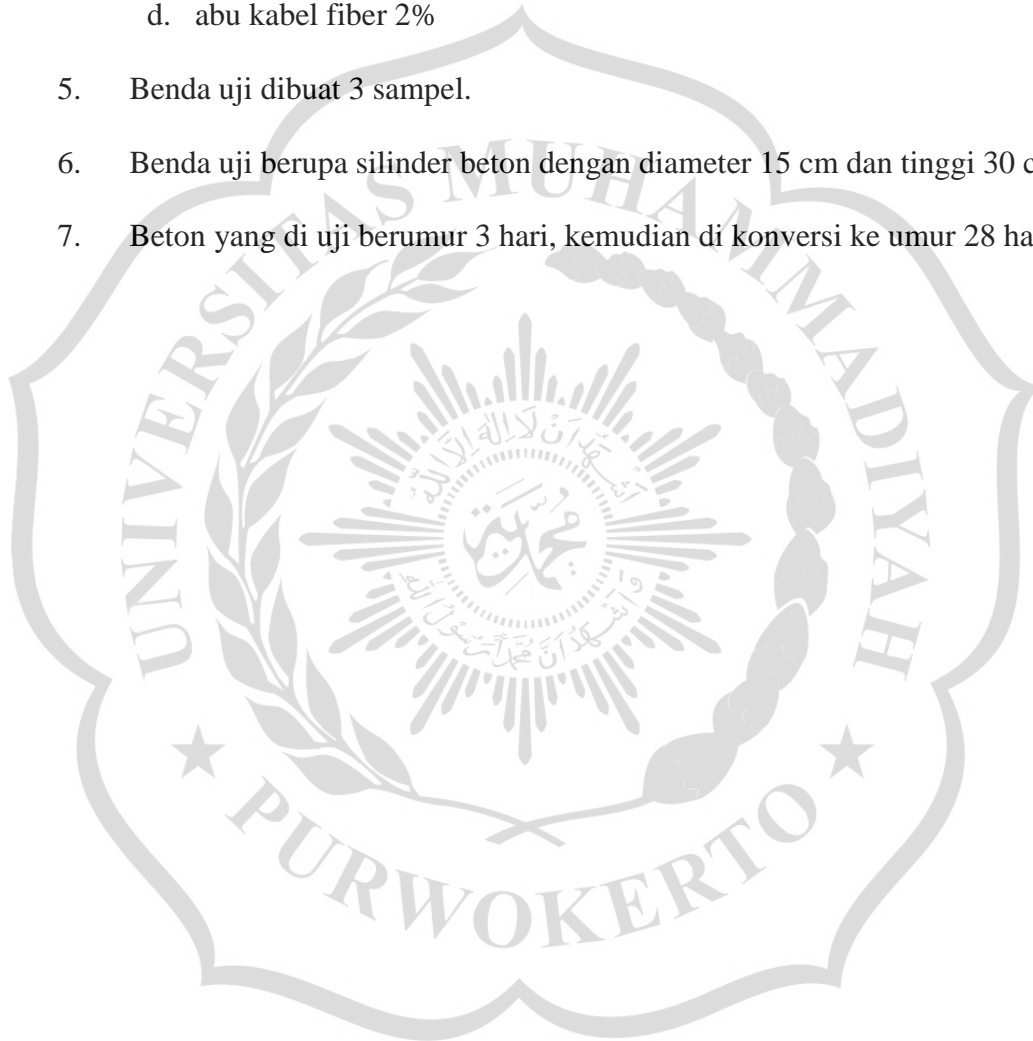 d. abu kabel fiber 2%
5. Benda uji dibuat 3 sampel.
6. Benda uji berupa silinder beton dengan diameter 15 cm dan tinggi 30 c
7. Beton yang di uji berumur 3 hari, kemudian di konversi ke umur 28 ha
UNIVERSITAS MUHAMMADIYAH
PURWOKERTO